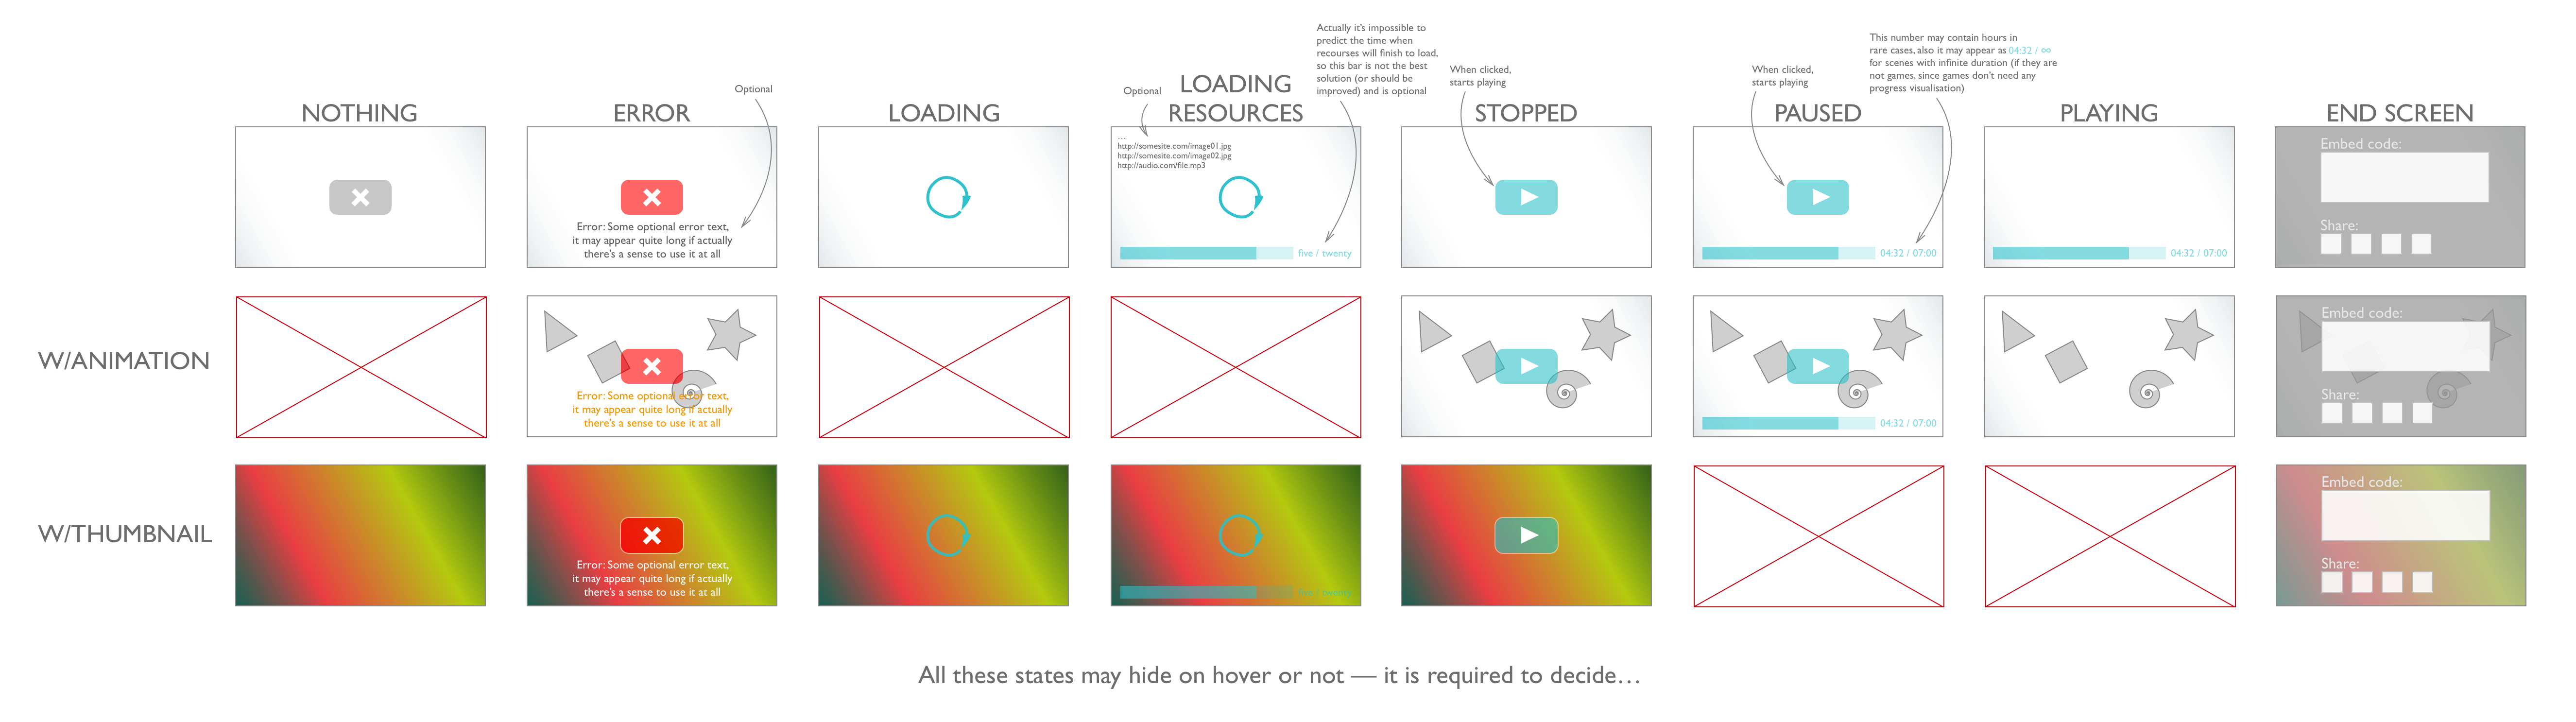 Actually it's impossible to
predict the time when
recourses will finish to load,
so this bar is not the best
solution (or should be
improved) and is optional
This number may contain hours in
rare cases, also it may appear as 04:32 / ∞
for scenes with infinite duration (if they are
not games, since games don't need any
progress visualisation)
Optional
Optional
When clicked,
starts playing
When clicked,
starts playing
NOTHING
ERROR
LOADING
LOADING
RESOURCES
STOPPED
PAUSED
PLAYING
END SCREEN
Error: Some optional error text,
it may appear quite long if actually
there's a sense to use it at all
...
http://somesite.com/image01.jpg
http://somesite.com/image02.jpg
http://audio.com/file.mp3
five / twenty
04:32 / 07:00
04:32 / 07:00
Embed code:
Share:
W/ANIMATION
Error: Some optional error text,
it may appear quite long if actually
there's a sense to use it at all
04:32 / 07:00
Embed code:
Share:
W/THUMBNAIL
Error: Some optional error text,
it may appear quite long if actually
there's a sense to use it at all
five / twenty
Embed code:
Share:
All these states may hide on hover or not — it is required to decide...